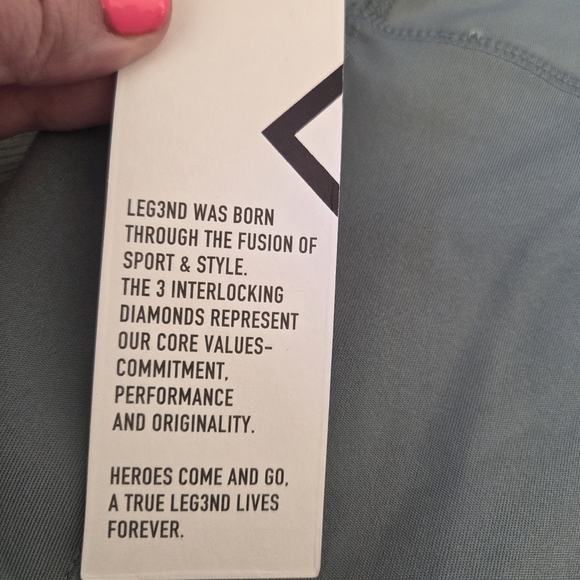 LEG3ND WAS BORN
THROUGH THE FUSION OF
SPORT & STYLE.
THE 3 INTERLOCKING
DIAMONDS REPRESENT
OUR CORE VALUES-
COMMITMENT,
PERFORMANCE
AND ORIGINALITY.
HEROES COME AND GO,
A TRUE LEG3ND LIVES
FOREVER.